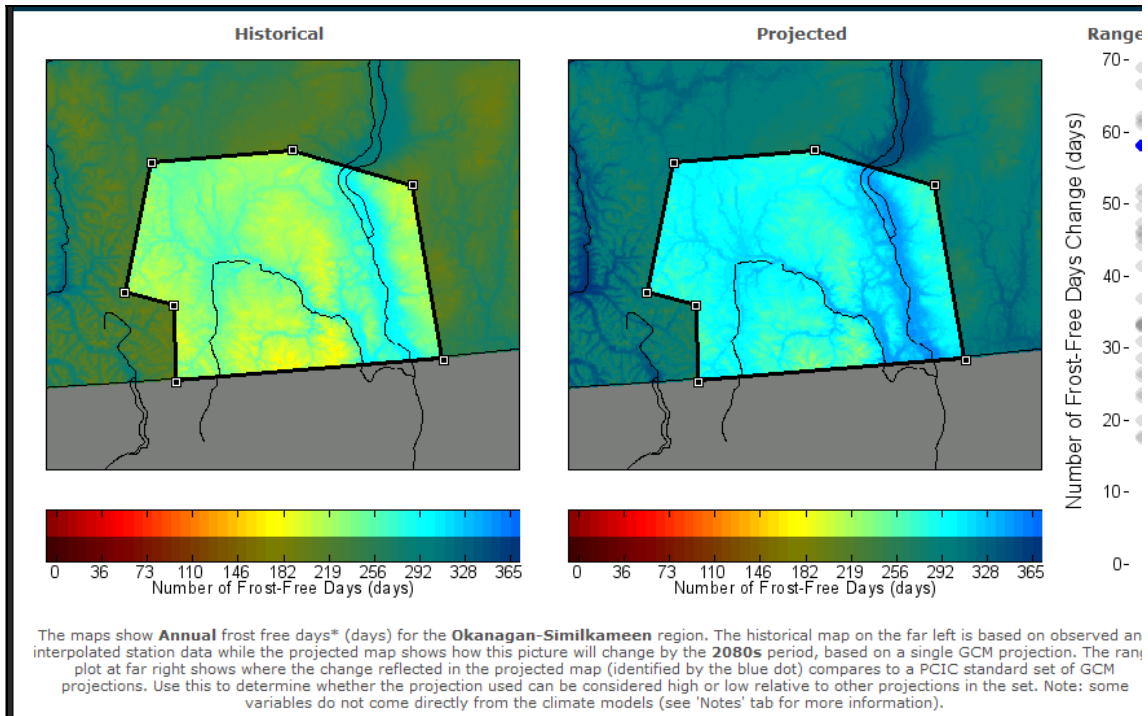 Historical
Projected
Range
70-
60-
50-
40-
30-
20-
10-
0-
Number of Frost-Free Days Change (days)
0 36 73 110 146 182 219 256 292 328 365
Number of Frost-Free Days (days)
0 36 73 110 146 182 219 256 292 328 365
Number of Frost-Free Days (days)
The maps show Annual frost free days* (days) for the Okanagan-Similkameen region. The historical map on the far left is based on observed an
interpolated station data while the projected map shows how this picture will change by the 2080s period, based on a single GCM projection. The rang
plot at far right shows where the change reflected in the projected map (identified by the blue dot) compares to a PCIC standard set of GCM
projections. Use this to determine whether the projection used can be considered high or low relative to other projections in the set. Note: some
variables do not come directly from the climate models (see 'Notes' tab for more information).